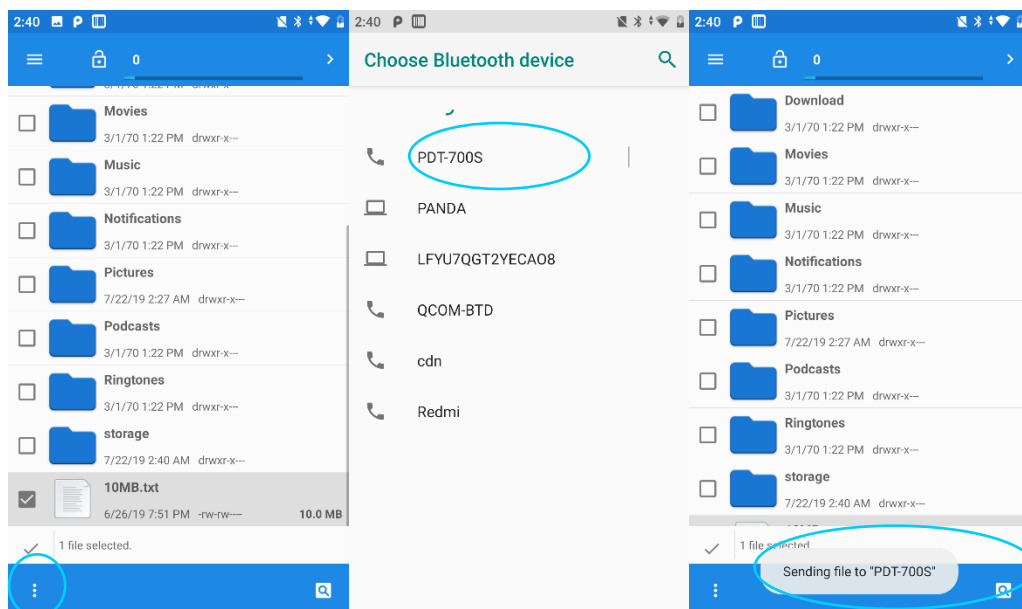 2:40
0
Movies
3/1/70 1:22 PM drwxr-x---
Music
3/1/70 1:22 PM drwxr-x---
Notifications
3/1/70 1:22 PM drwxr-x---
Pictures
7/22/19 2:27 AM drwxr-x---
Podcasts
3/1/70 1:22 PM drwxr-x---
Ringtones
3/1/70 1:22 PM drwxr-x---
storage
7/22/19 2:40 AM drwxr-x---
10MB.txt
6/26/19 7:51 PM -rw-rw---- 10.0 MB
1 file selected.
2:40
Choose Bluetooth device
PDT-700S
PANDA
LFYU7QGT2YECAO8
QCOM-BTD
cdn
Redmi
2:40
0
Download
3/1/70 1:22 PM drwxr-x---
Movies
3/1/70 1:22 PM drwxr-x---
Music
3/1/70 1:22 PM drwxr-x---
Notifications
3/1/70 1:22 PM drwxr-x---
Pictures
7/22/19 2:27 AM drwxr-x---
Podcasts
3/1/70 1:22 PM drwxr-x---
Ringtones
3/1/70 1:22 PM drwxr-x---
storage
7/22/19 2:40 AM drwxr-x---
1 file selected.
Sending file to "PDT-700S"